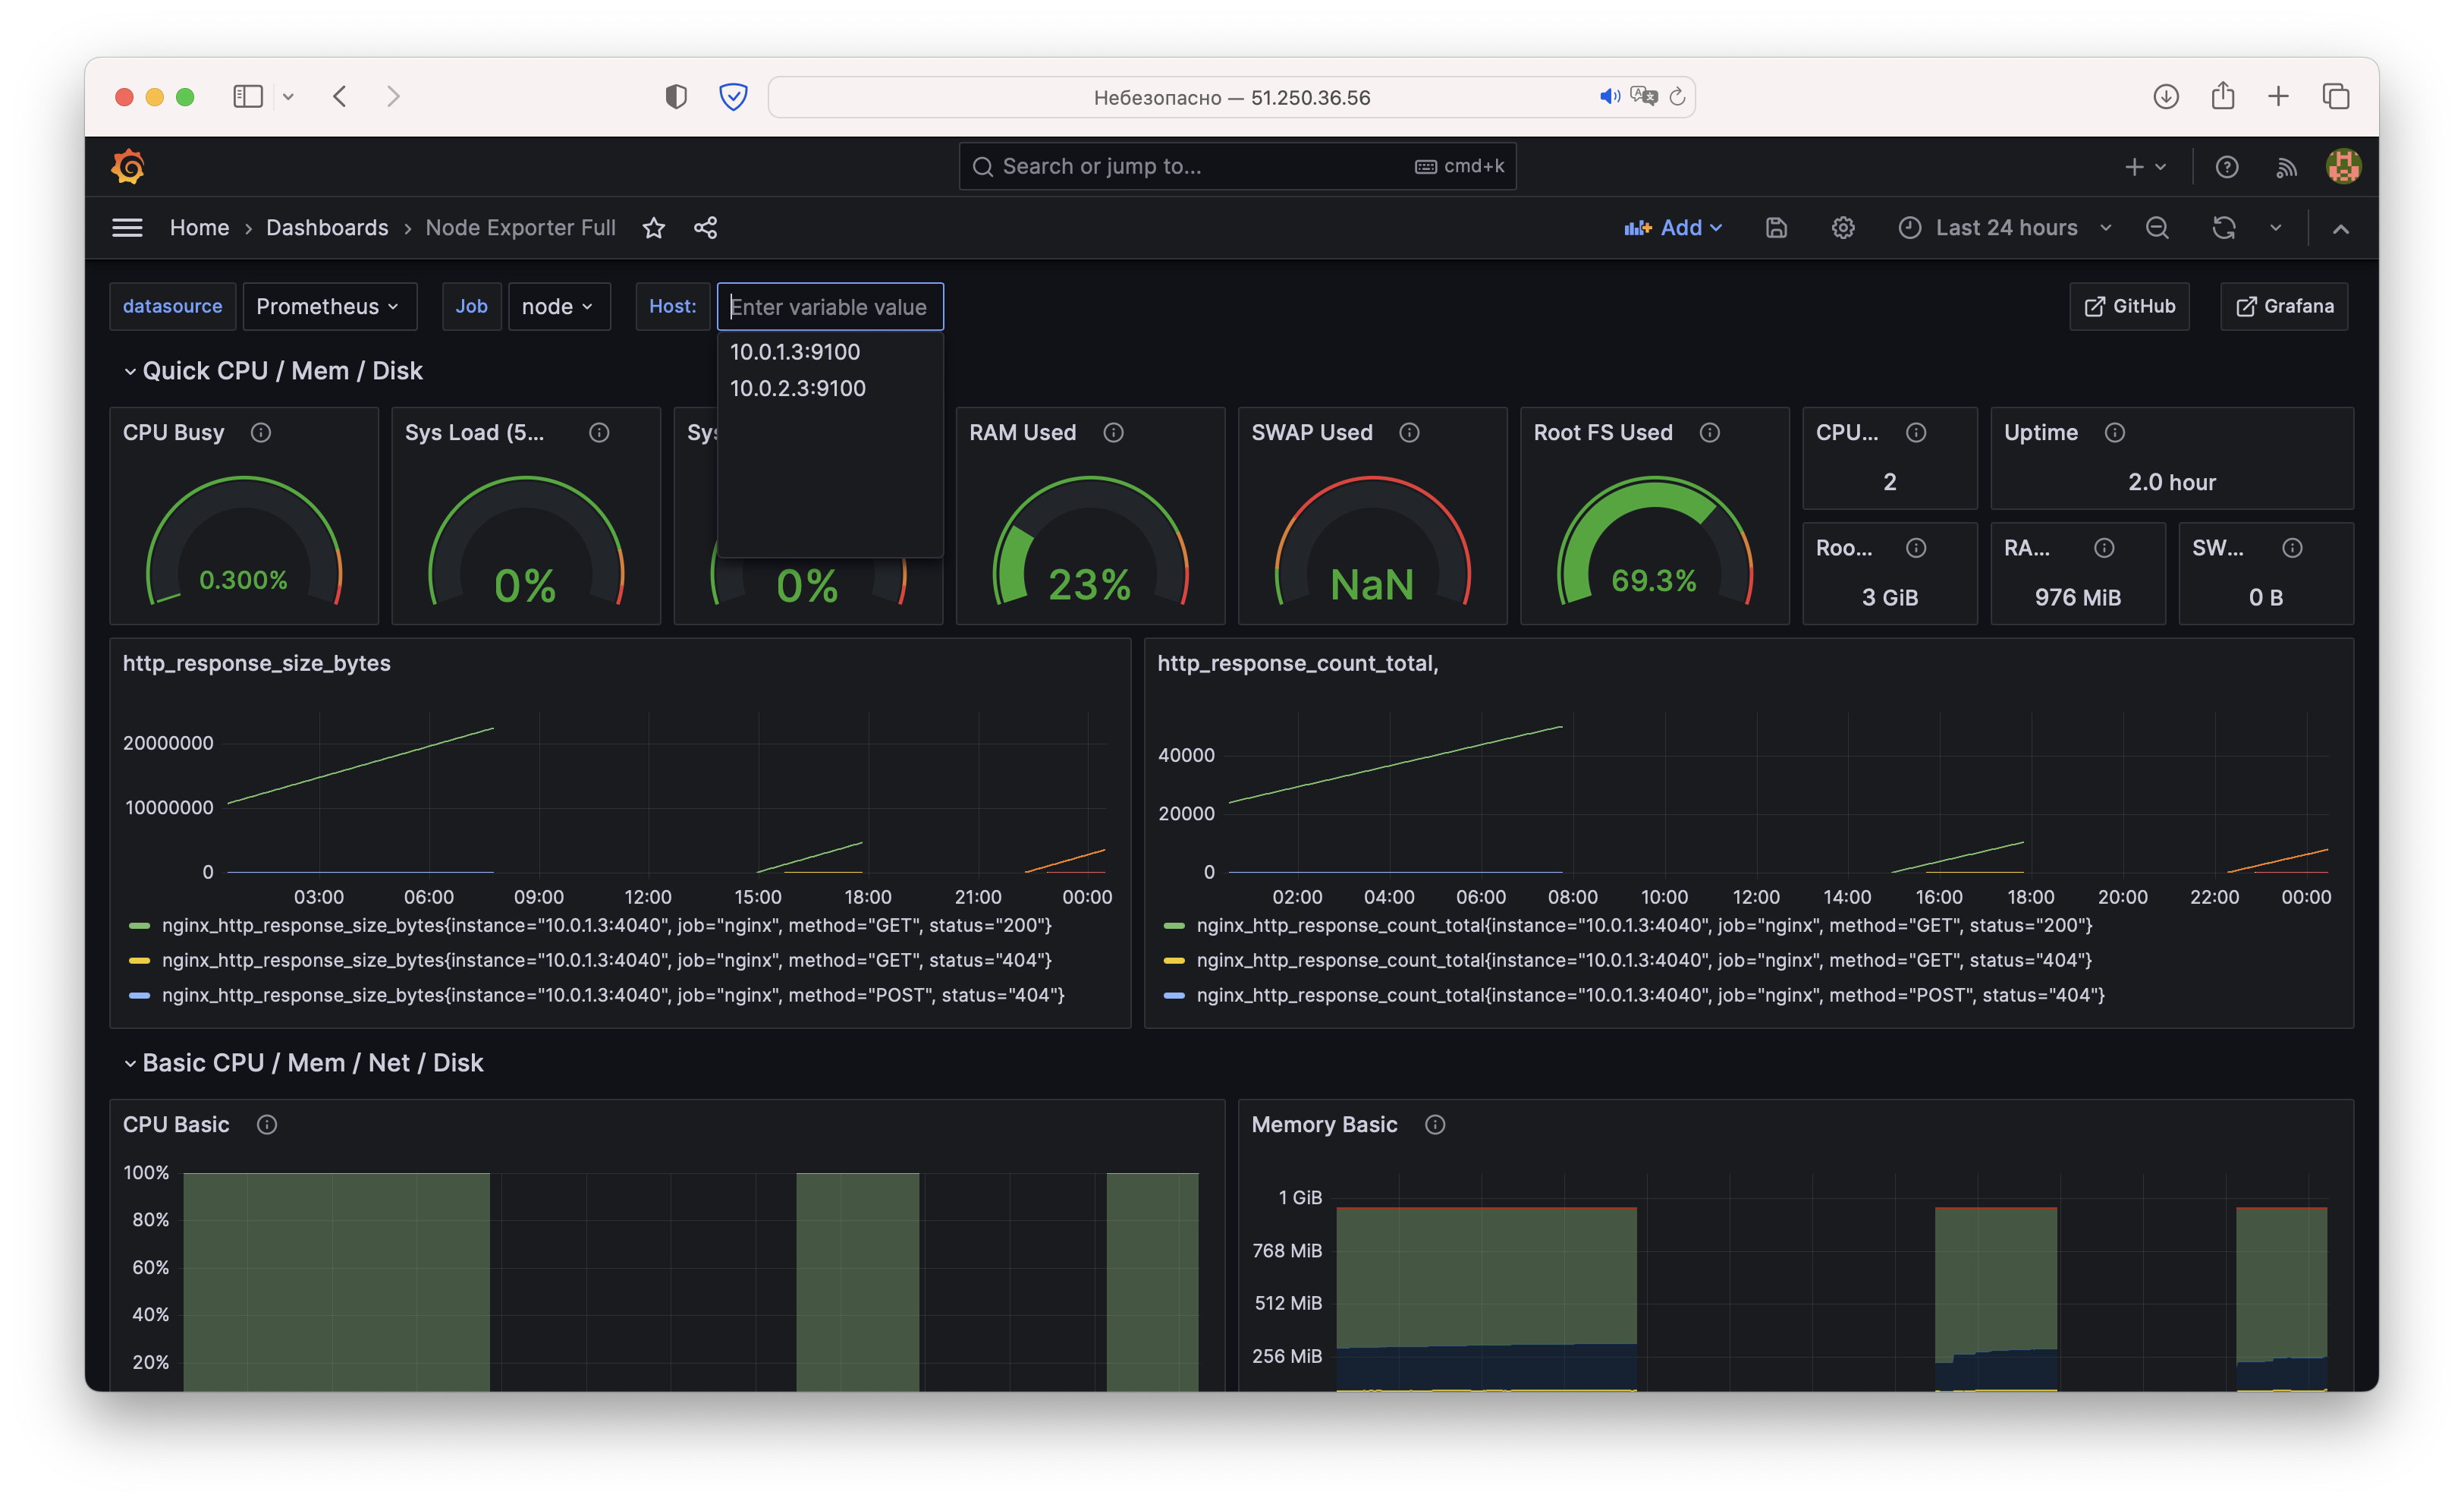 Небезопасно — 51.250.36.56
Search or jump to...
cmd+k
Home › Dashboards › Node Exporter Full
Add
Last 24 hours
datasource
Prometheus
Job
node
Host:
Enter variable value
GitHub
Grafana
10.0.1.3:9100
10.0.2.3:9100
Quick CPU / Mem / Disk
CPU Busy
Sys Load (5...
Sys
RAM Used
SWAP Used
Root FS Used
CPU...
Uptime
2
2.0 hour
0.300%
0%
0%
23%
NaN
69.3%
Roo...
RA...
SW...
3 GiB
976 MiB
0 B
http_response_size_bytes
20000000
10000000
0
03:00 06:00 09:00 12:00 15:00 18:00 21:00 00:00
nginx_http_response_size_bytes{instance="10.0.1.3:4040", job="nginx", method="GET", status="200"}
nginx_http_response_size_bytes{instance="10.0.1.3:4040", job="nginx", method="GET", status="404"}
nginx_http_response_size_bytes{instance="10.0.1.3:4040", job="nginx", method="POST", status="404"}
http_response_count_total,
40000
20000
0
02:00 04:00 06:00 08:00 10:00 12:00 14:00 16:00 18:00 20:00 22:00 00:00
nginx_http_response_count_total{instance="10.0.1.3:4040", job="nginx", method="GET", status="200"}
nginx_http_response_count_total{instance="10.0.1.3:4040", job="nginx", method="GET", status="404"}
nginx_http_response_count_total{instance="10.0.1.3:4040", job="nginx", method="POST", status="404"}
Basic CPU / Mem / Net / Disk
CPU Basic
100%
80%
60%
40%
20%
Memory Basic
1 GiB
768 MiB
512 MiB
256 MiB